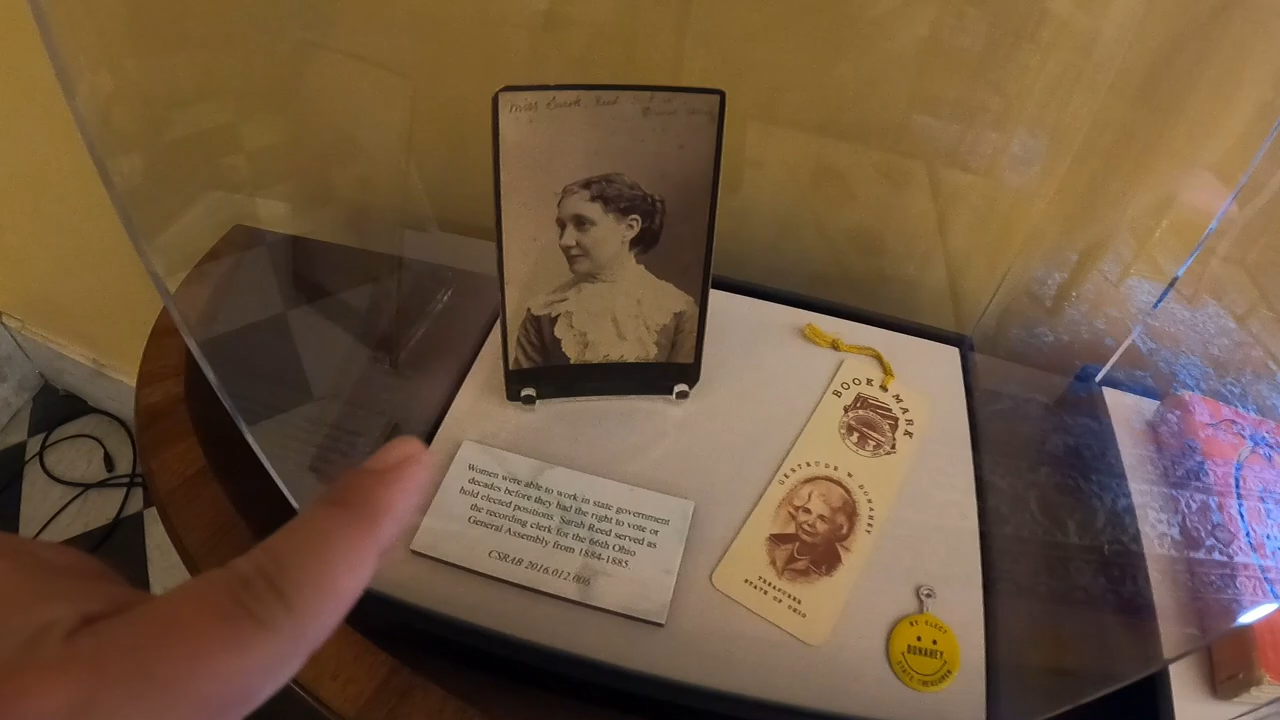 Miss Sarah Reed
Women were able to work in state government
decades before they had the right to vote or
hold elected positions. Sarah Reed served as
the recording clerk for the 66th Ohio
General Assembly from 1884-1885.
CSRAB 2016.012.006
BOOK MARK
GERTRUDE W. DONAHEY
TREASURER
STATE OF OHIO
RE-ELECT
DONAHEY
STATE TREASURER